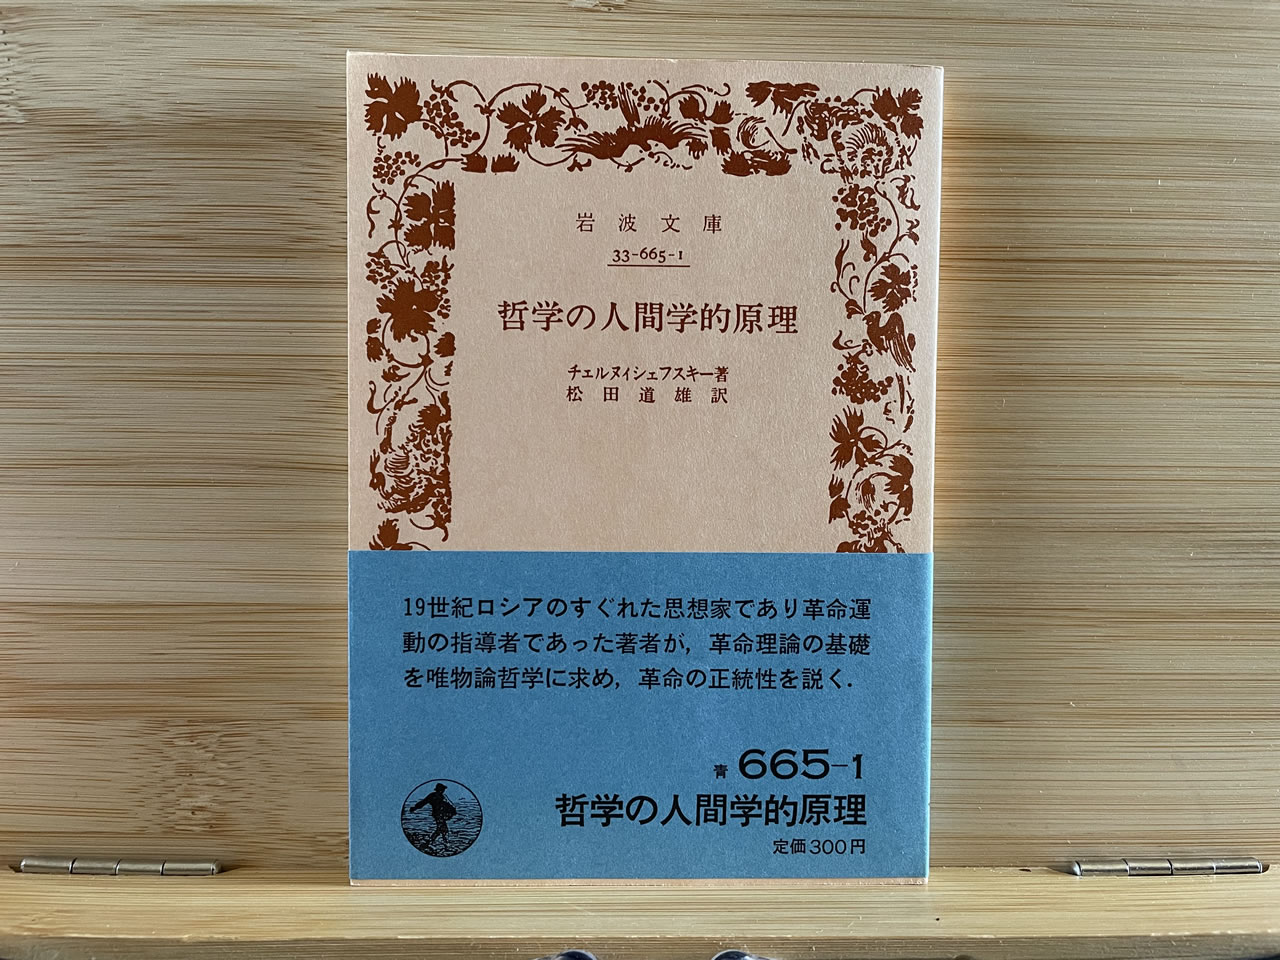 岩波文庫
33-665-1
哲学の人間学的原理
チェルヌィシェフスキー著
松田道雄訳
19世紀ロシアのすぐれた思想家であり革命運
動の指導者であった著者が，革命理論の基礎
を唯物論哲学に求め，革命の正統性を説く．
青 665-1
哲学の人間学的原理
定価300円